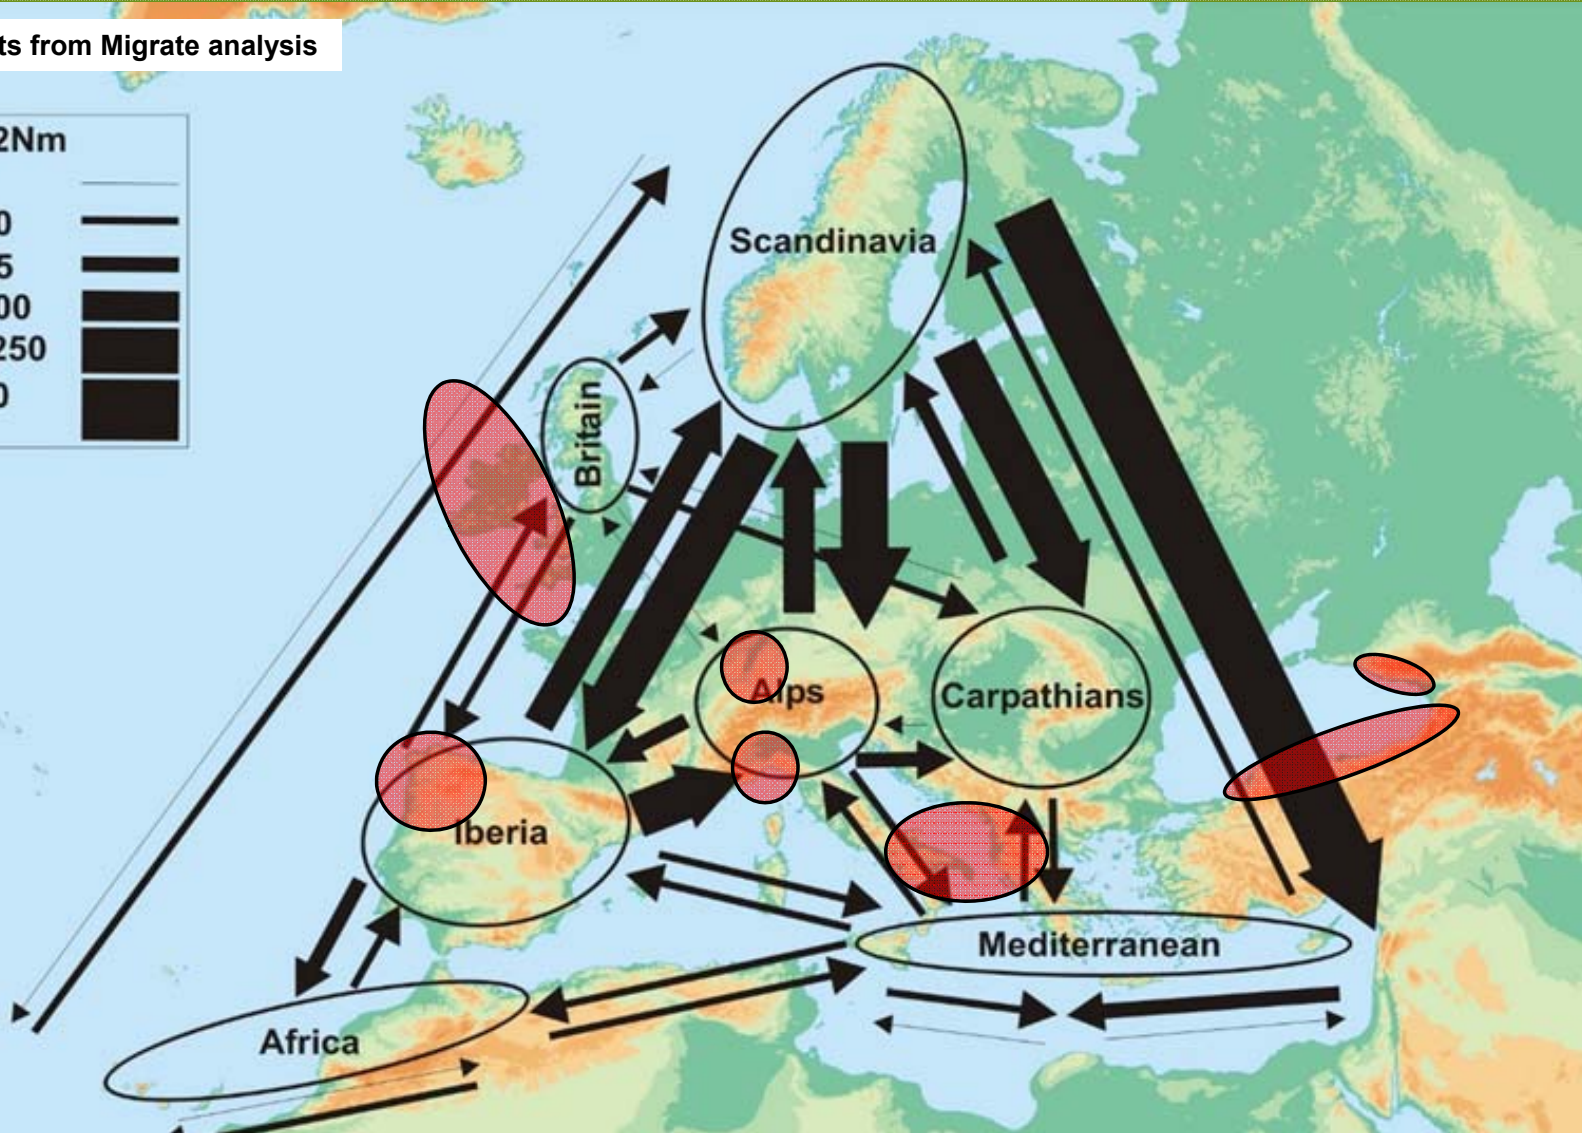 ts from Migrate analysis
2Nm
0
5
00
250
0
Scandinavia
Britain
Alps
Carpathians
Iberia
Mediterranean
Africa